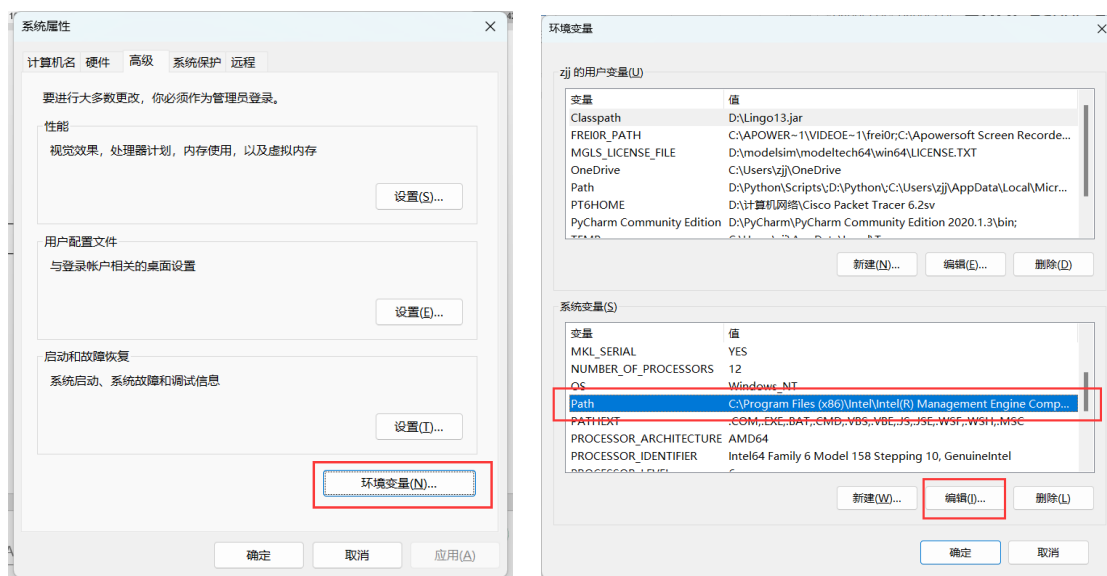 系统属性
计算机名 硬件 高级 系统保护 远程
要进行大多数更改，你必须作为管理员登录。
性能
视觉效果，处理器计划，内存使用，以及虚拟内存
设置(S)...
用户配置文件
与登录帐户相关的桌面设置
设置(E)...
启动和故障恢复
系统启动、系统故障和调试信息
设置(T)...
环境变量(N)...
确定 取消 应用(A)
环境变量
zjj 的用户变量(U)
变量 值
Classpath D:\Lingo13.jar
FREI0R_PATH C:\APOWER~1\VIDEOE~1\frei0r;C:\Apowersoft Screen Recorde...
MGLS_LICENSE_FILE D:\modelsim\modeltech64\win64\LICENSE.TXT
OneDrive C:\Users\zjj\OneDrive
Path D:\Python\Scripts\;D:\Python\;C:\Users\zjj\AppData\Local\Micr...
PT6HOME D:\计算机网络\Cisco Packet Tracer 6.2sv
PyCharm Community Edition D:\PyCharm\PyCharm Community Edition 2020.1.3\bin;
新建(N)... 编辑(E)... 删除(D)
系统变量(S)
变量 值
MKL_SERIAL YES
NUMBER_OF_PROCESSORS 12
OS Windows_NT
Path C:\Program Files (x86)\Intel\Intel(R) Management Engine Comp...
PATHEXT .COM;.EXE;.BAT;.CMD;.VBS;.VBE;.JS;.JSE;.WSF;.WSH;.MSC
PROCESSOR_ARCHITECTURE AMD64
PROCESSOR_IDENTIFIER Intel64 Family 6 Model 158 Stepping 10, GenuineIntel
新建(W)... 编辑(I)... 删除(L)
确定 取消